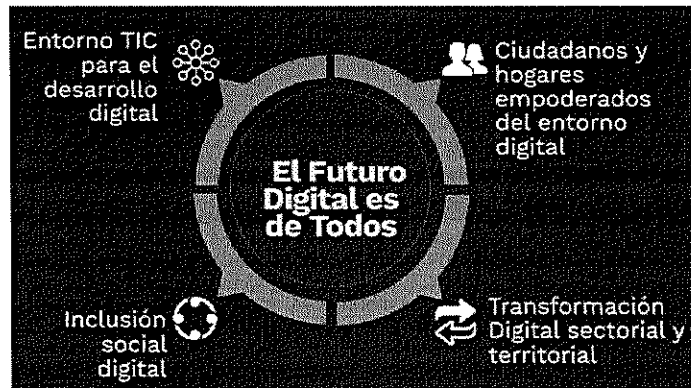 Entorno TIC
para el
desarrollo
digital
Ciudadanos y
hogares
empoderados
del entorno
digital
El Futuro
Digital es
de Todos
Inclusión
social
digital
Transformación
Digital sectorial y
territorial